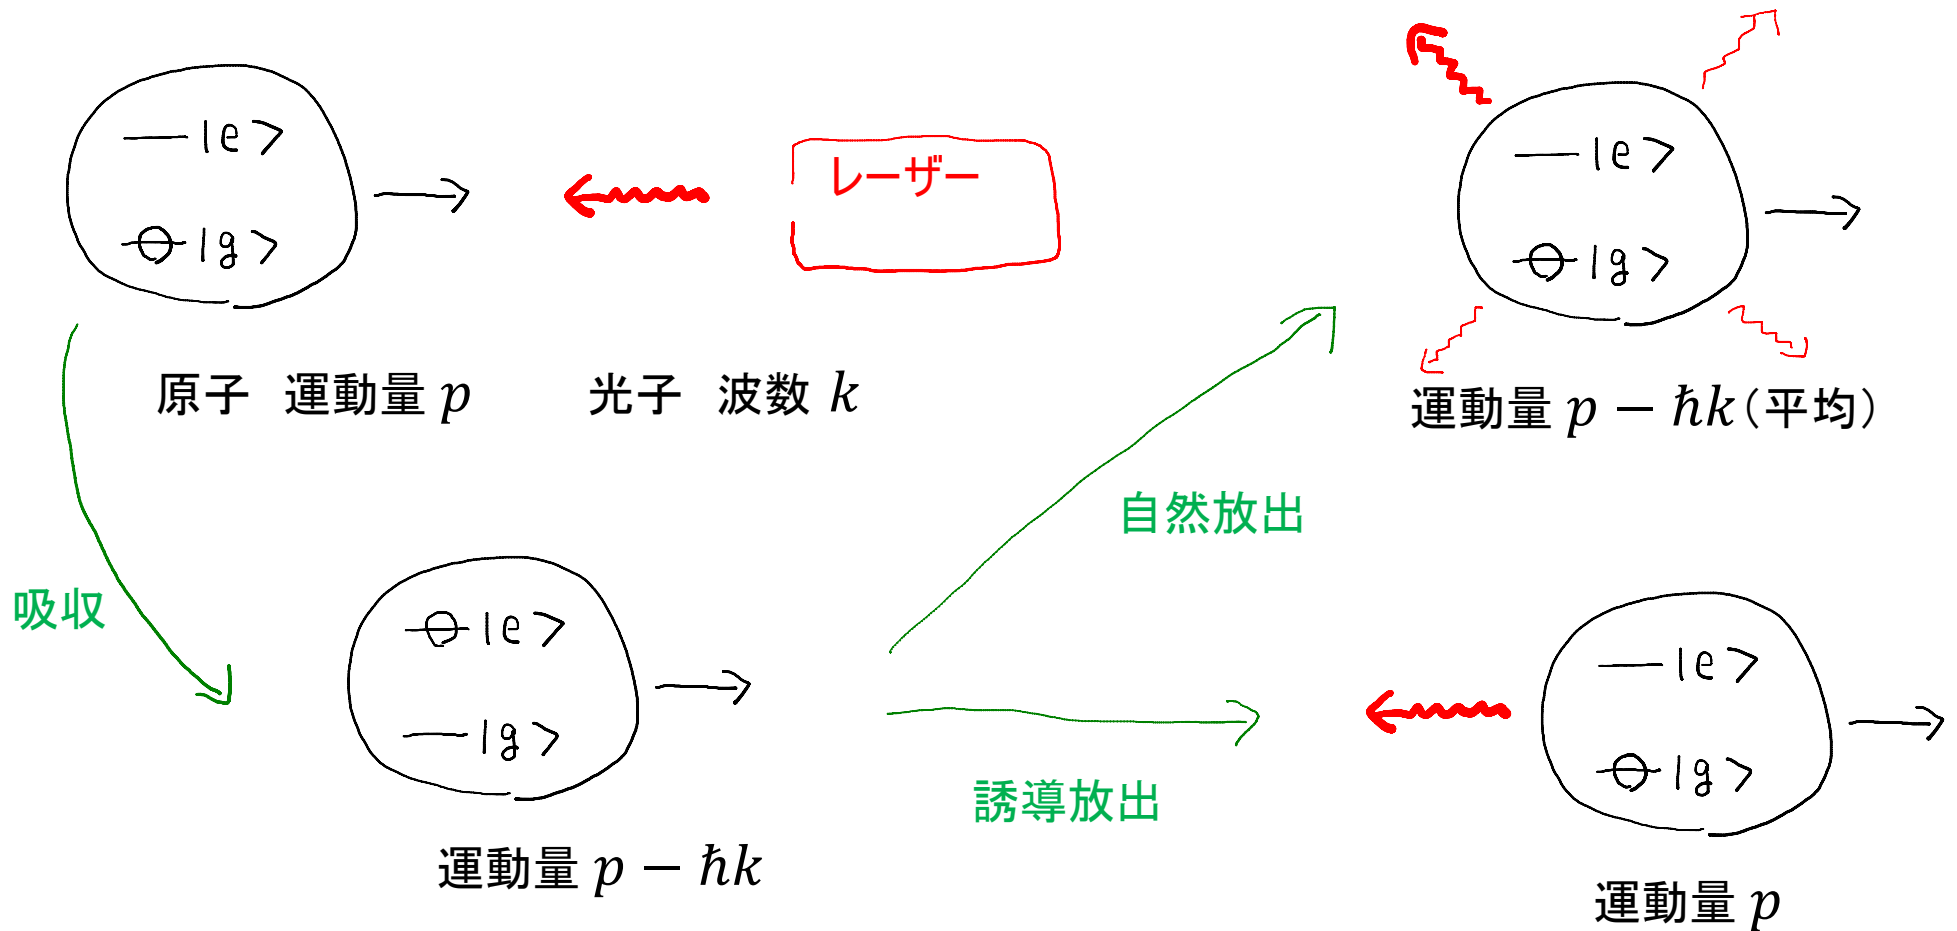 |e>
|g>
レーザー
原子 運動量 p
光子 波数 k
|e>
|g>
運動量 p − ħk（平均）
自然放出
吸収
|e>
|g>
運動量 p − ħk
誘導放出
|e>
|g>
運動量 p